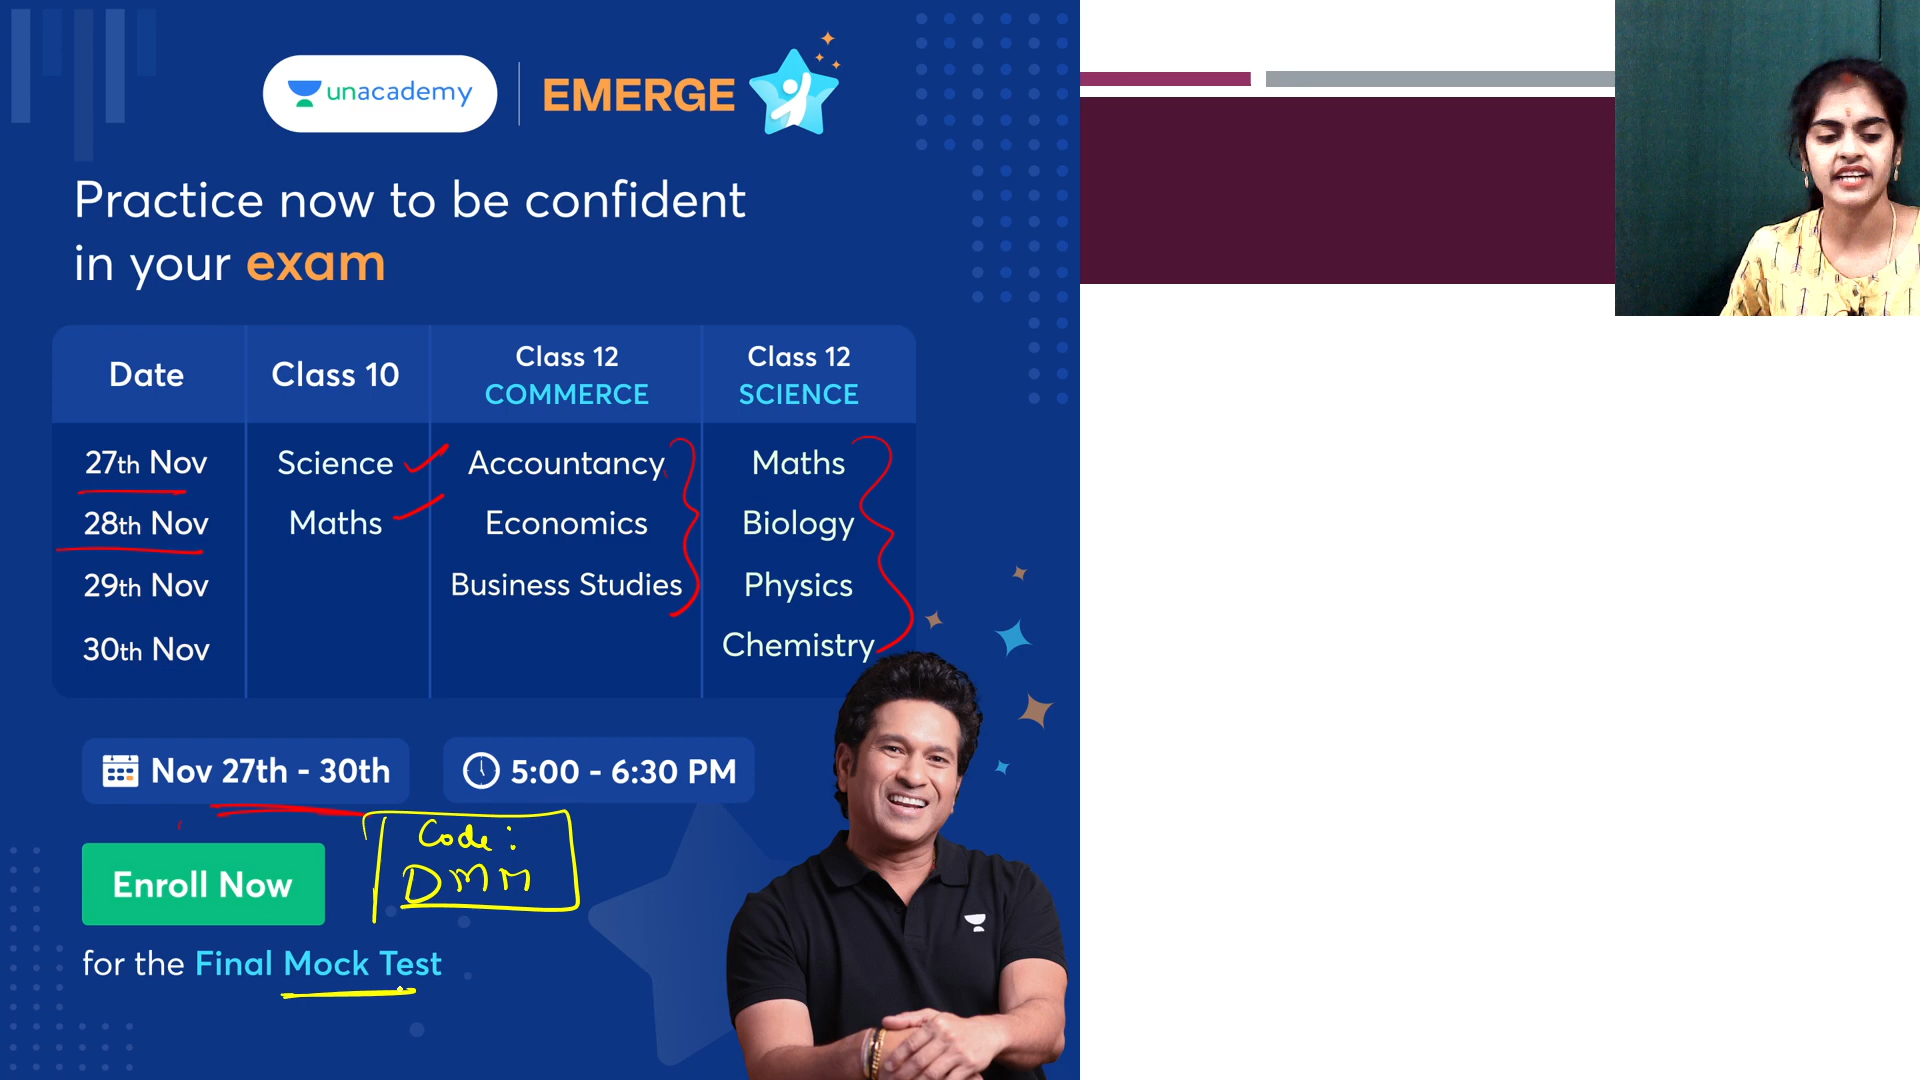 unacademy
EMERGE
Practice now to be confident
in your exam
Date Class 10 Class 12 COMMERCE Class 12 SCIENCE
27th Nov Science Accountancy Maths
28th Nov Maths Economics Biology
29th Nov Business Studies Physics
30th Nov Chemistry
Nov 27th - 30th 5:00 - 6:30 PM
Code:
DMM
Enroll Now
for the Final Mock Test